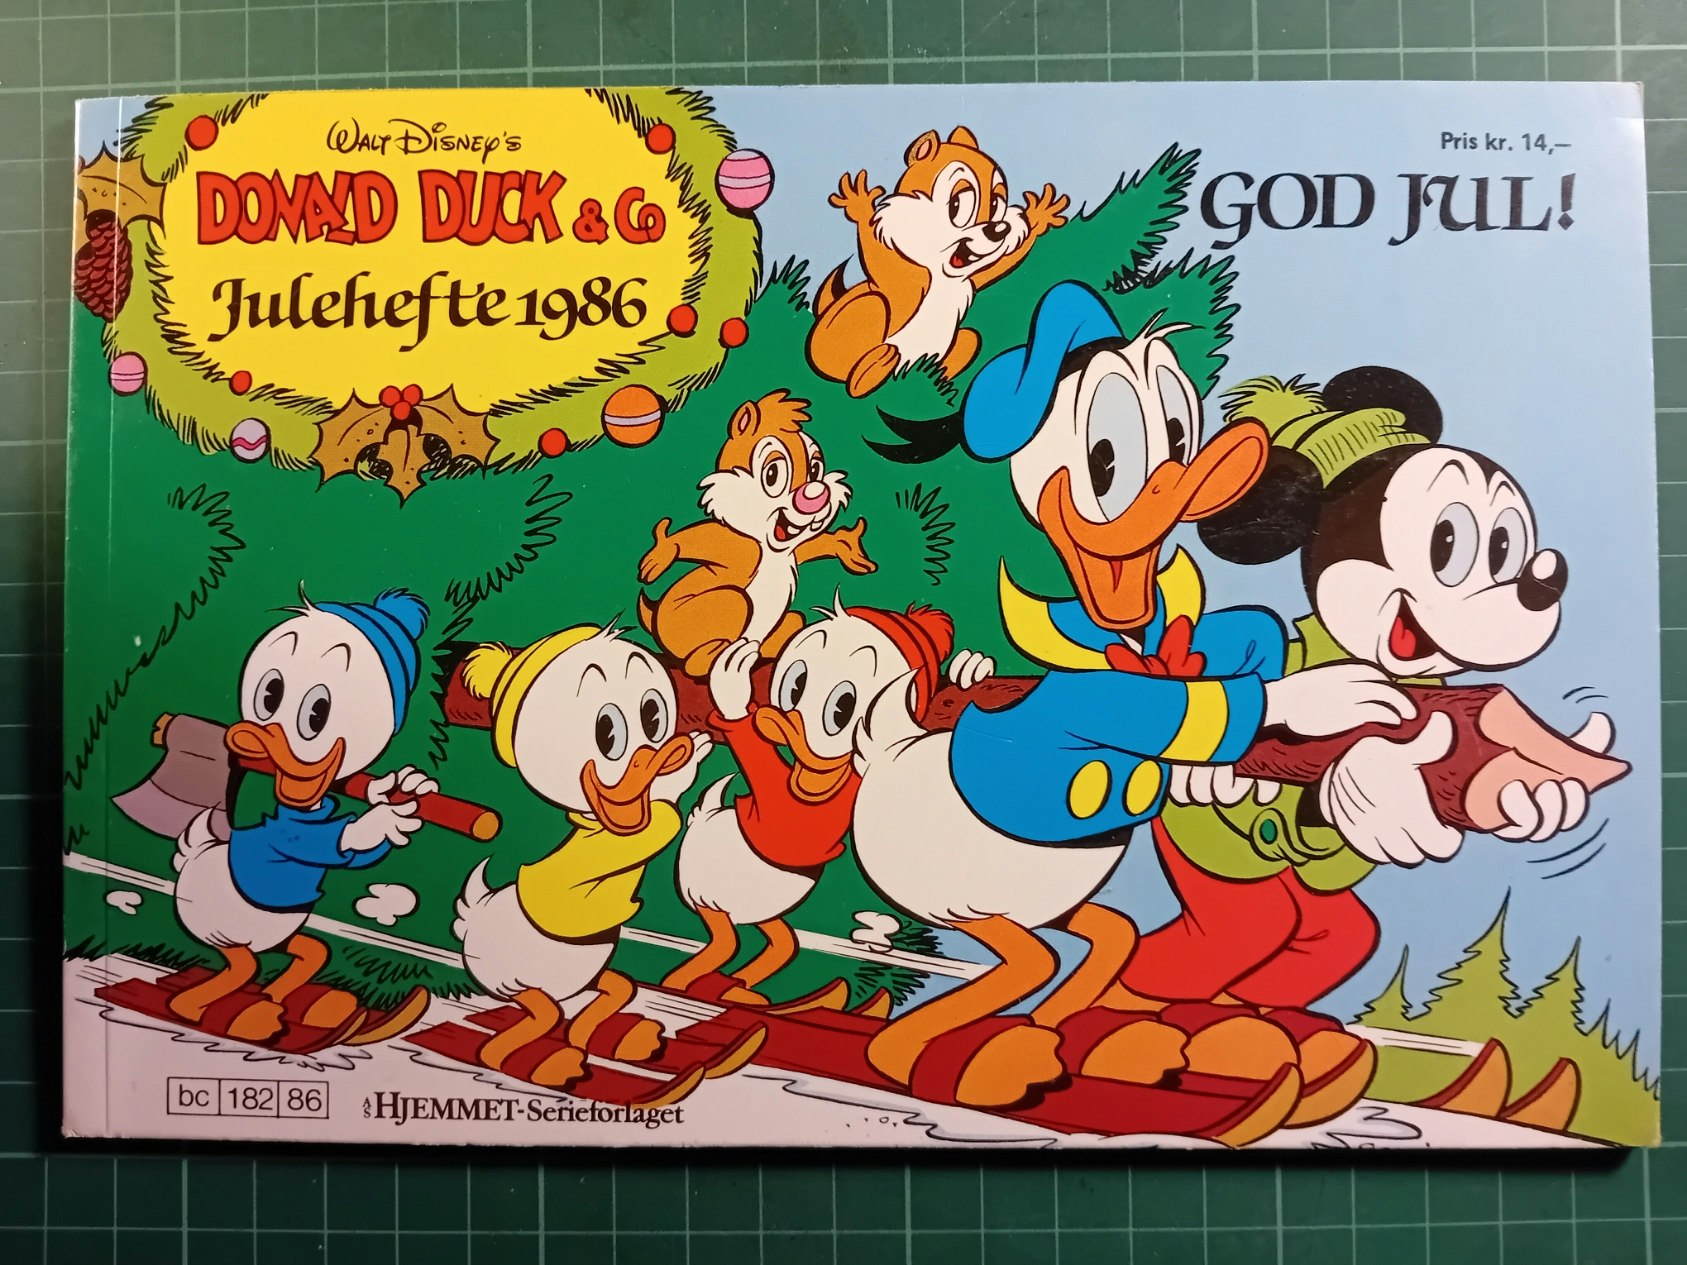 Walt Disney's
DONALD DUCK & Co
Julehefte 1986
Pris kr. 14,–
GOD JUL!
bc 182 86
A/S HJEMMET-Serieforlaget